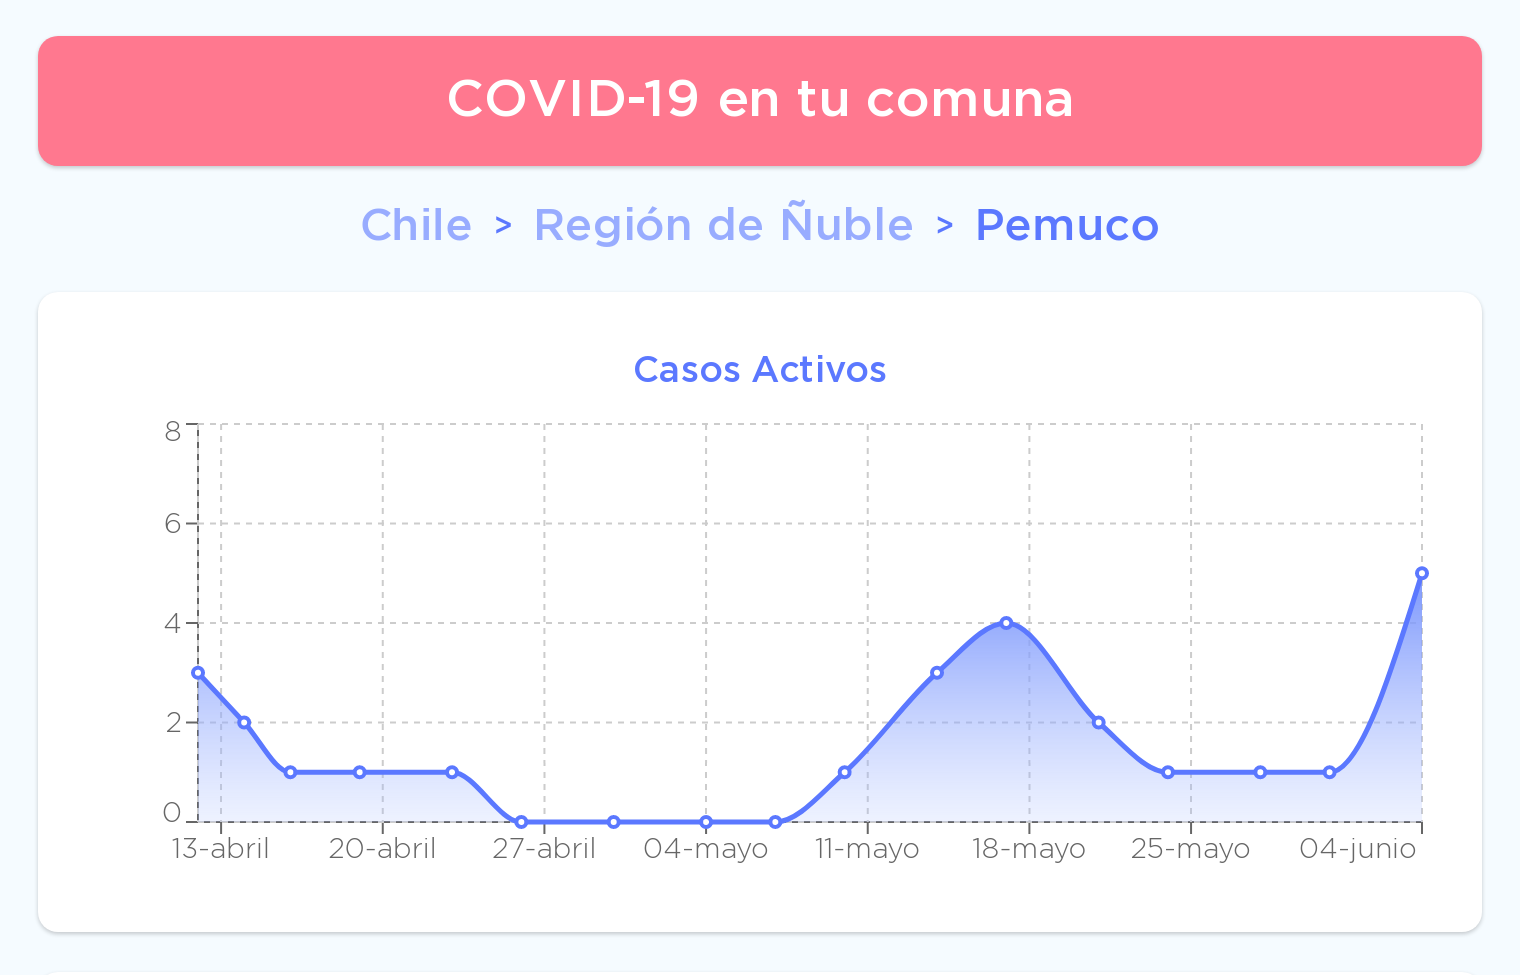 COVID-19 en tu comuna
Chile > Región de Ñuble > Pemuco
Casos Activos
8
6
4
2
0
13-abril 20-abril 27-abril 04-mayo 11-mayo 18-mayo 25-mayo 04-junio